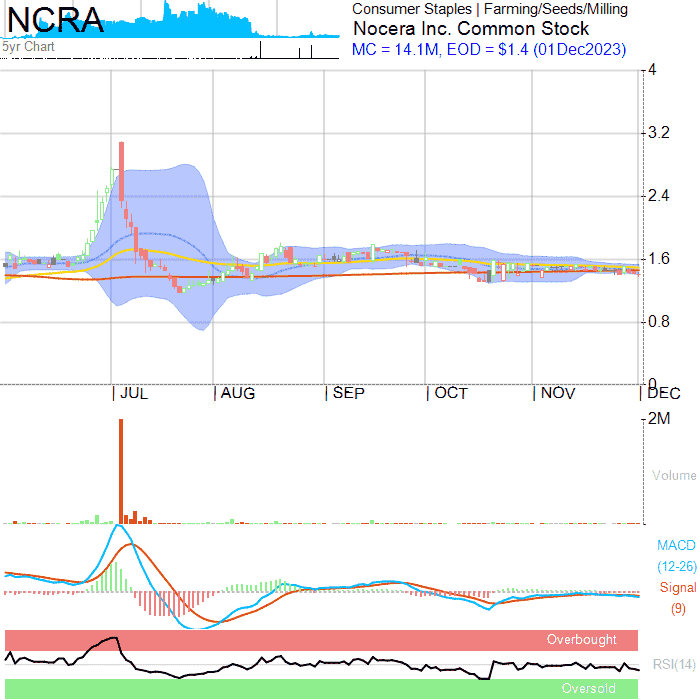 NCRA
5yr Chart
Consumer Staples | Farming/Seeds/Milling
Nocera Inc. Common Stock
MC = 14.1M, EOD = $1.4 (01Dec2023)
4
3.2
2.4
1.6
0.8
0
JUL AUG SEP OCT NOV DEC
2M
Volume
MACD
(12-26)
Signal
(9)
Overbought
RSI(14)
Oversold